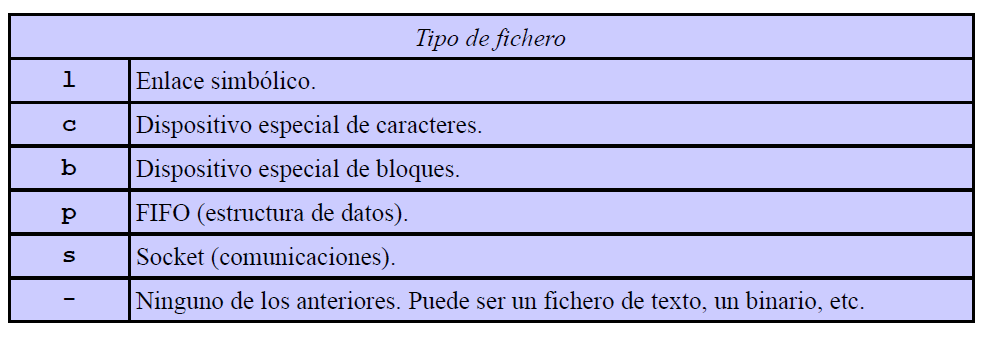 Tipo de fichero
l Enlace simbólico.
c Dispositivo especial de caracteres.
b Dispositivo especial de bloques.
p FIFO (estructura de datos).
s Socket (comunicaciones).
- Ninguno de los anteriores. Puede ser un fichero de texto, un binario, etc.